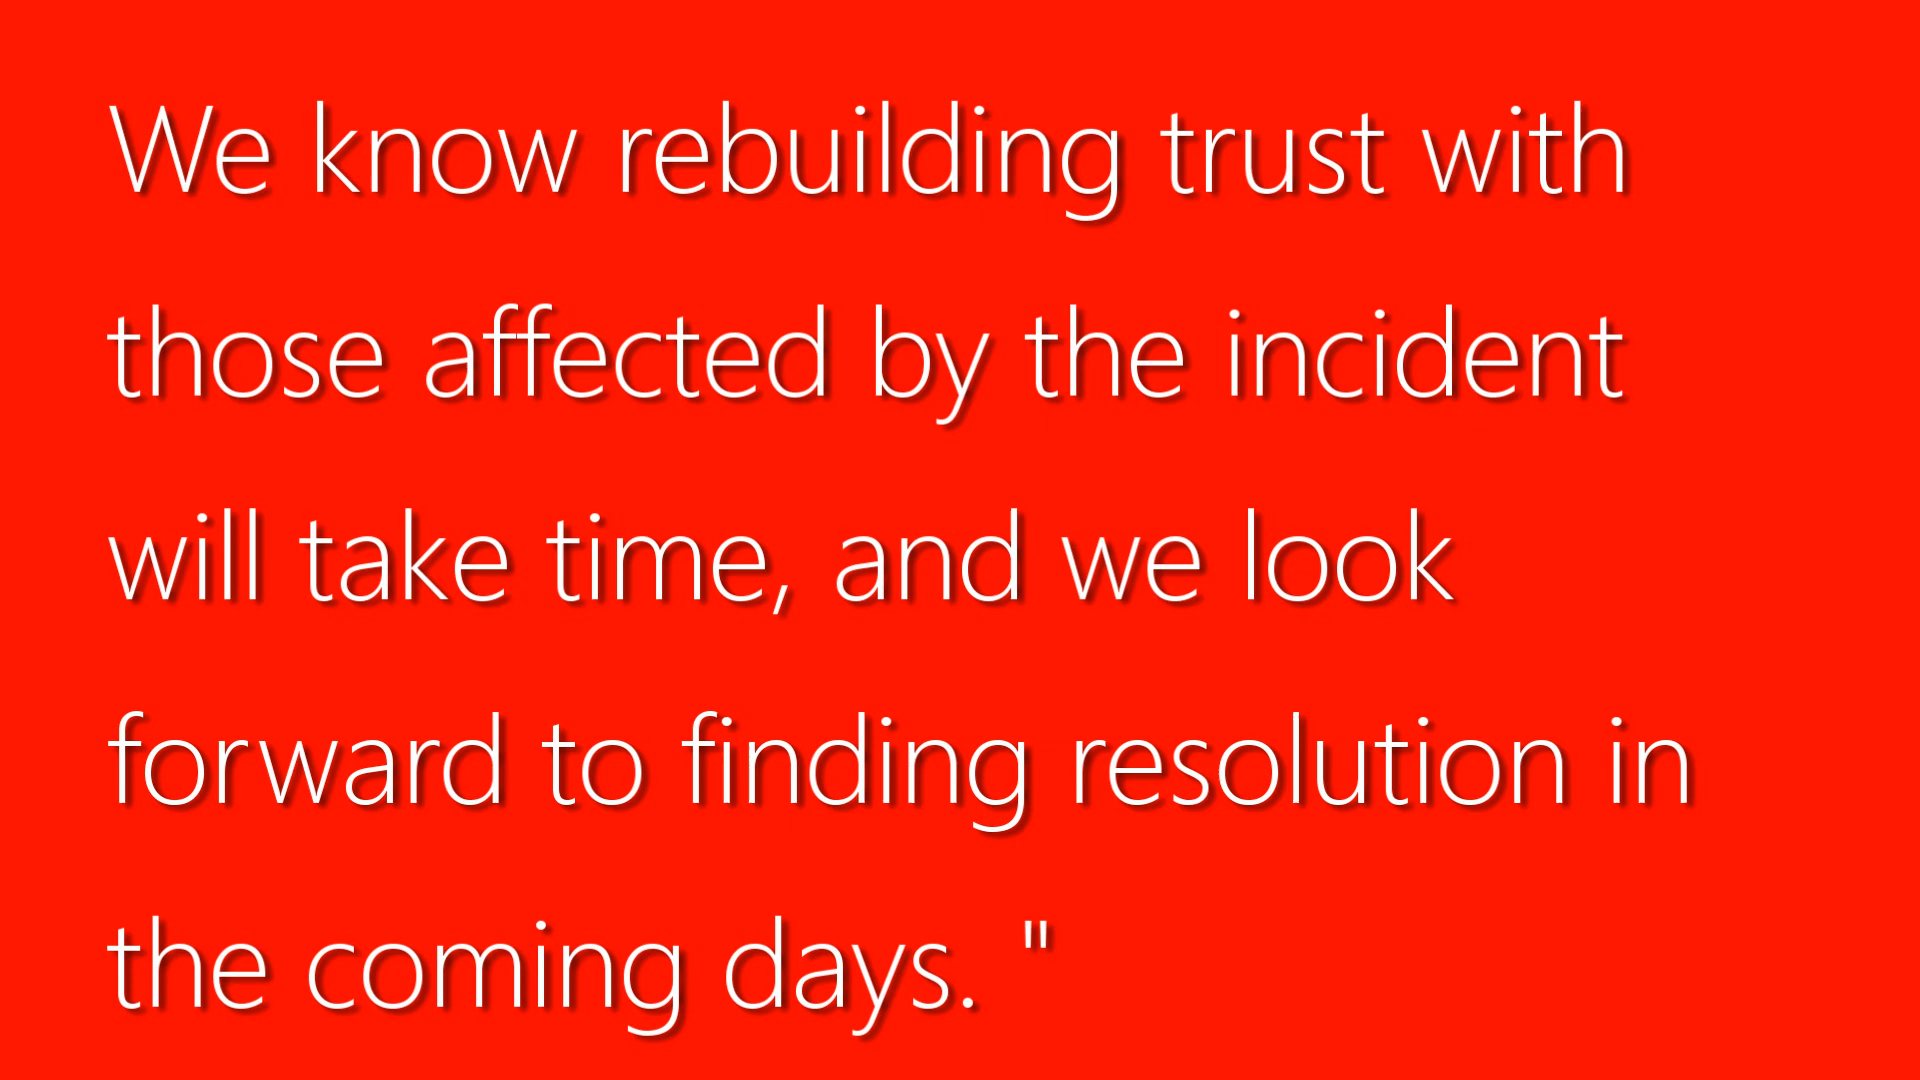 We know rebuilding trust with
those affected by the incident
will take time, and we look
forward to finding resolution in
the coming days. "